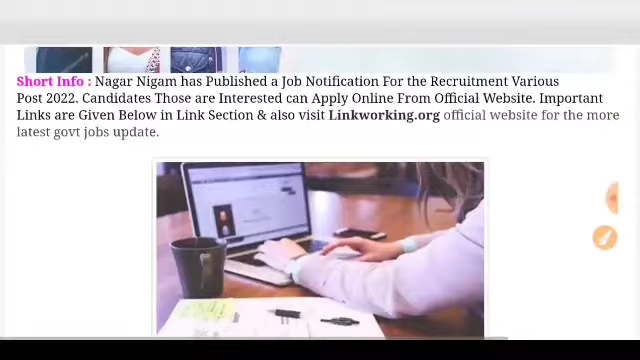 Short Info : Nagar Nigam has Published a Job Notification For the Recruitment Various
Post 2022. Candidates Those are Interested can Apply Online From Official Website. Important
Links are Given Below in Link Section & also visit Linkworking.org official website for the more
latest govt jobs update.